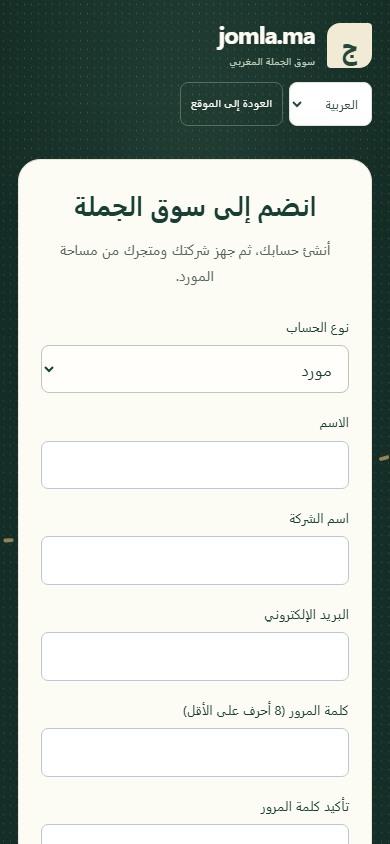 ج
jomla.ma
سوق الجملة المغربي
العربية
العودة إلى الموقع
انضم إلى سوق الجملة
أنشئ حسابك، ثم جهز شركتك ومتجرك من مساحة
المورد.
نوع الحساب
مورد
الاسم
اسم الشركة
البريد الإلكتروني
كلمة المرور (8 أحرف على الأقل)
تأكيد كلمة المرور